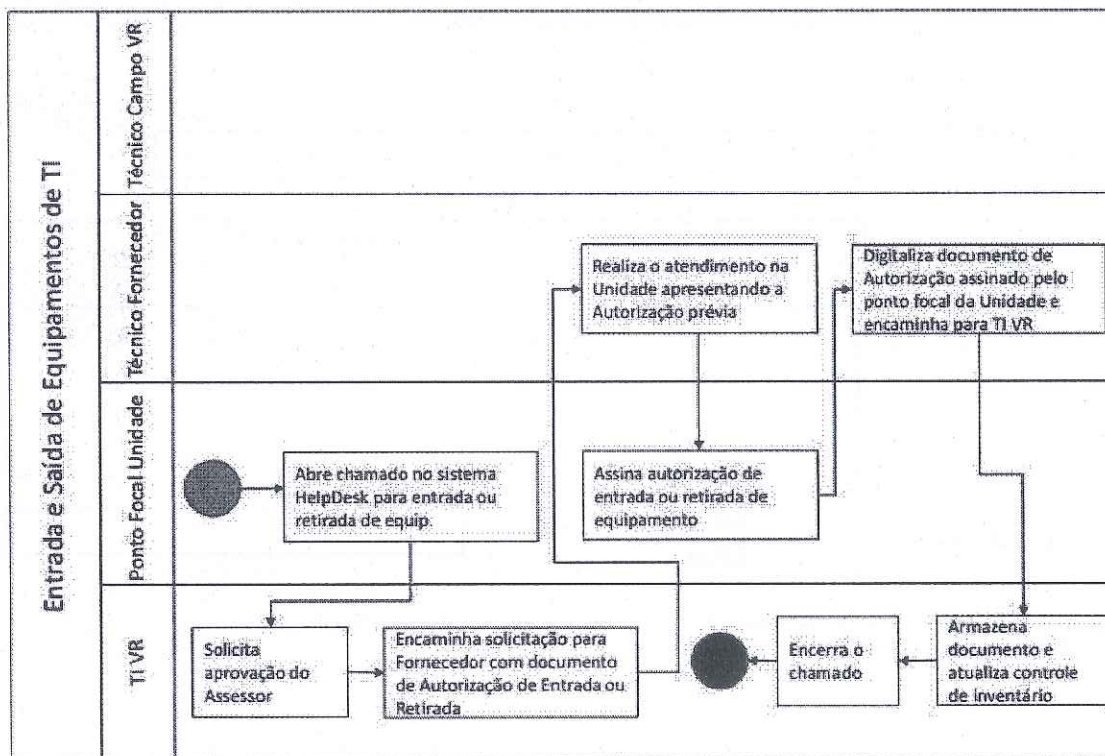 Entrada e Saída de Equipamentos de TI
Técnico Campo VR
Técnico Fornecedor
Realiza o atendimento na
Unidade apresentando a
Autorização prévia
Digitaliza documento de
Autorização assinado pelo
ponto focal da Unidade e
encaminha para TI VR
Ponto Focal Unidade
Abre chamado no sistema
HelpDesk para entrada ou
retirada de equip.
Assina autorização de
entrada ou retirada de
equipamento
TI VR
Solicita
aprovação do
Assessor
Encaminha solicitação para
Fornecedor com documento
de Autorização de Entrada ou
Retirada
Encerra o
chamado
Armazena
documento e
atualiza controle
de inventário